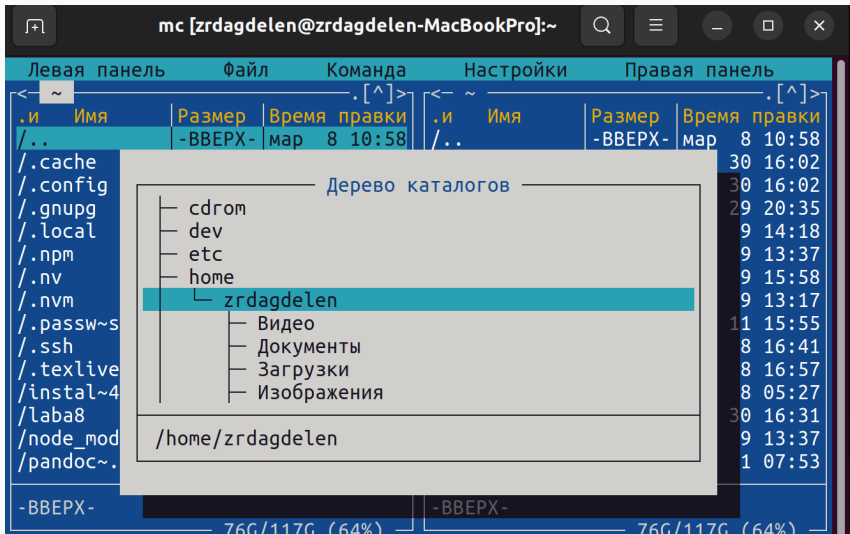 mc [zrdagdelen@zrdagdelen-MacBookPro]:~
Левая панель Файл Команда Настройки Правая панель
<— ~ .[^]> <— ~ .[^]>
.и Имя Размер Время правки .и Имя Размер Время правки
/.. -ВВЕРХ- мар 8 10:58 /.. -ВВЕРХ- мар 8 10:58
/.cache 30 16:02
/.config Дерево каталогов 30 16:02
/.gnupg cdrom 29 20:35
/.local dev 9 14:18
/.npm etc 9 13:37
/.nv home 9 15:58
/.nvm zrdagdelen 9 13:17
/.passw~s Видео 11 15:55
/.ssh Документы 8 16:41
/.texlive Загрузки 8 16:57
/instal~4 Изображения 8 05:27
/laba8 30 16:31
/node_mod /home/zrdagdelen 9 13:37
/pandoc~. 1 07:53
-ВВЕРХ- -ВВЕРХ-
76G/117G (64%) 76G/117G (64%)